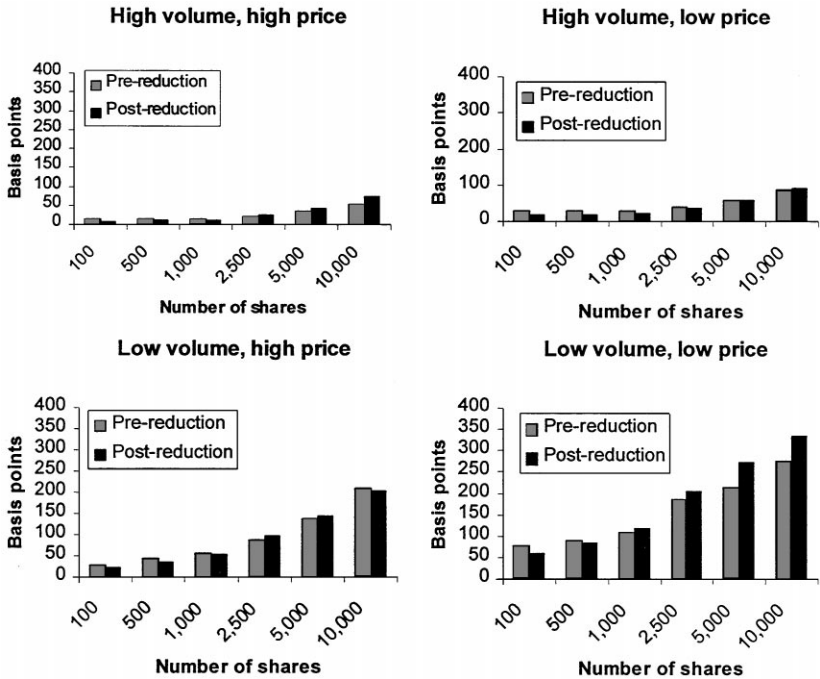 High volume, high price
400
350
300
250
200
150
100
50
0
Basis points
Pre-reduction
Post-reduction
100
500
1,000
2,500
5,000
10,000
Number of shares
High volume, low price
400
300
200
100
0
Basis points
Pre-reduction
Post-reduction
100
500
1,000
2,500
5,000
10,000
Number of shares
Low volume, high price
400
350
300
250
200
150
100
50
0
Basis points
Pre-reduction
Post-reduction
100
500
1,000
2,500
5,000
10,000
Number of shares
Low volume, low price
400
350
300
250
200
150
100
50
0
Basis points
Pre-reduction
Post-reduction
100
500
1,000
2,500
5,000
10,000
Number of shares